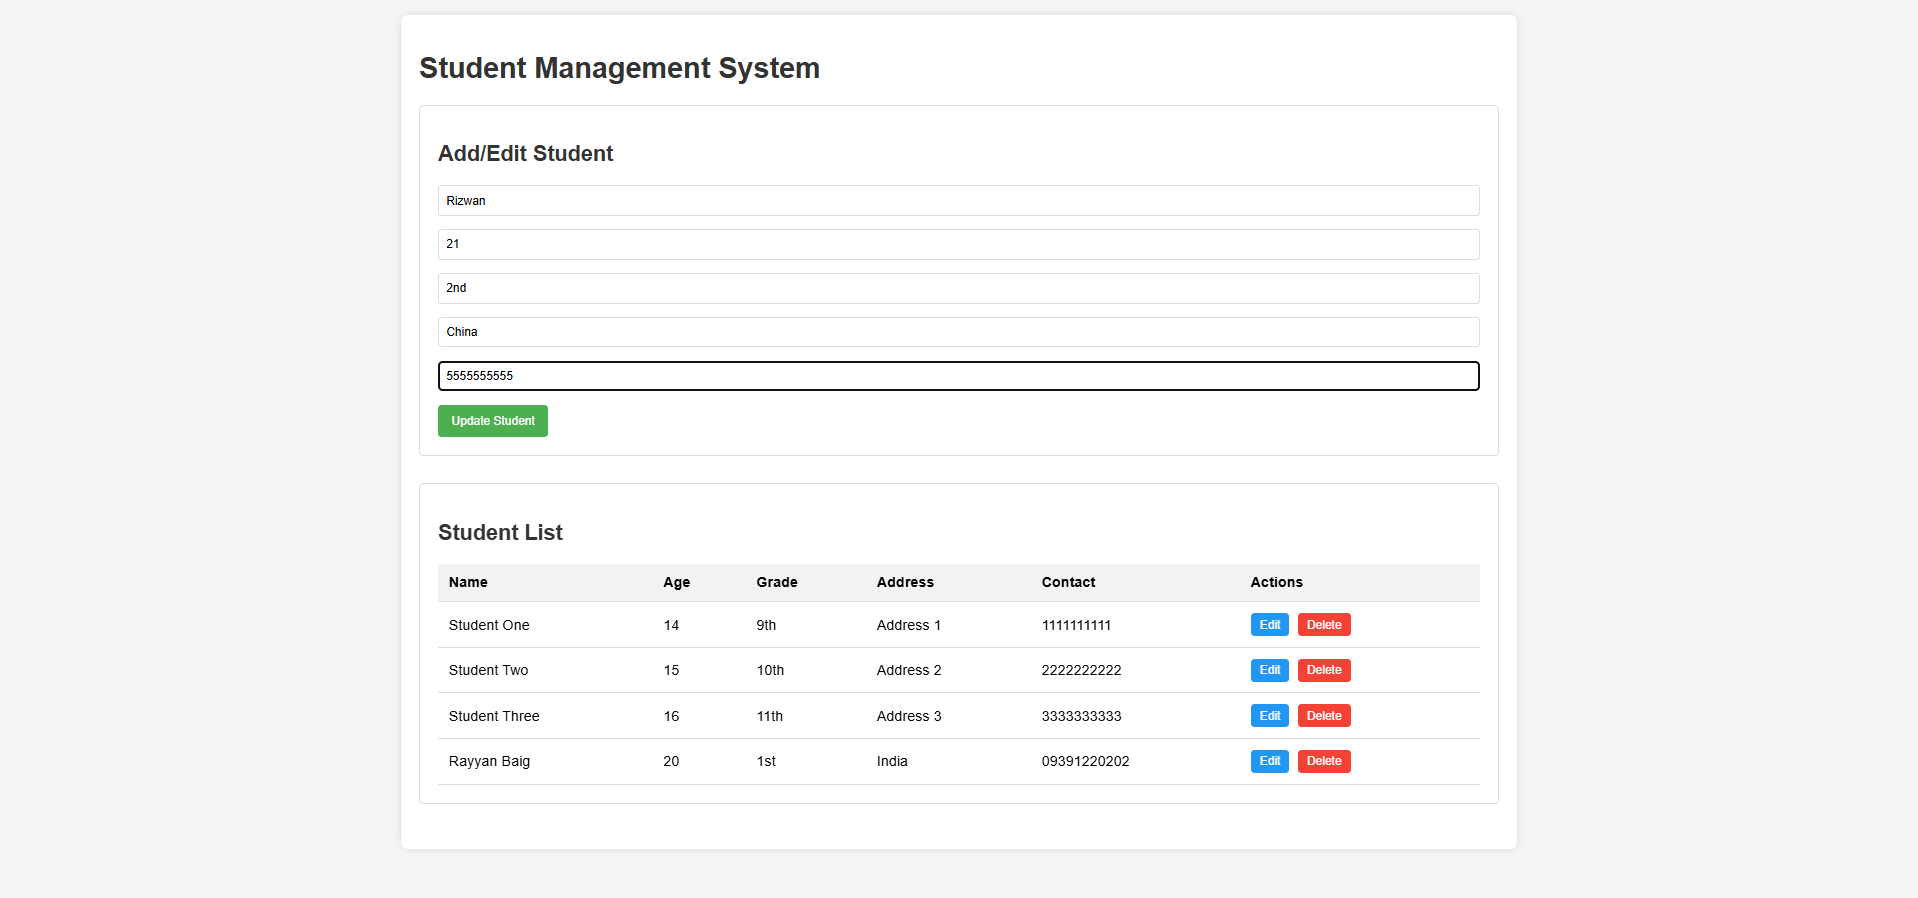 Student Management System
Add/Edit Student
Rizwan
21
2nd
China
5555555555
Update Student
Student List
Name Age Grade Address Contact Actions
Student One 14 9th Address 1 1111111111 Edit Delete
Student Two 15 10th Address 2 2222222222 Edit Delete
Student Three 16 11th Address 3 3333333333 Edit Delete
Rayyan Baig 20 1st India 09391220202 Edit Delete